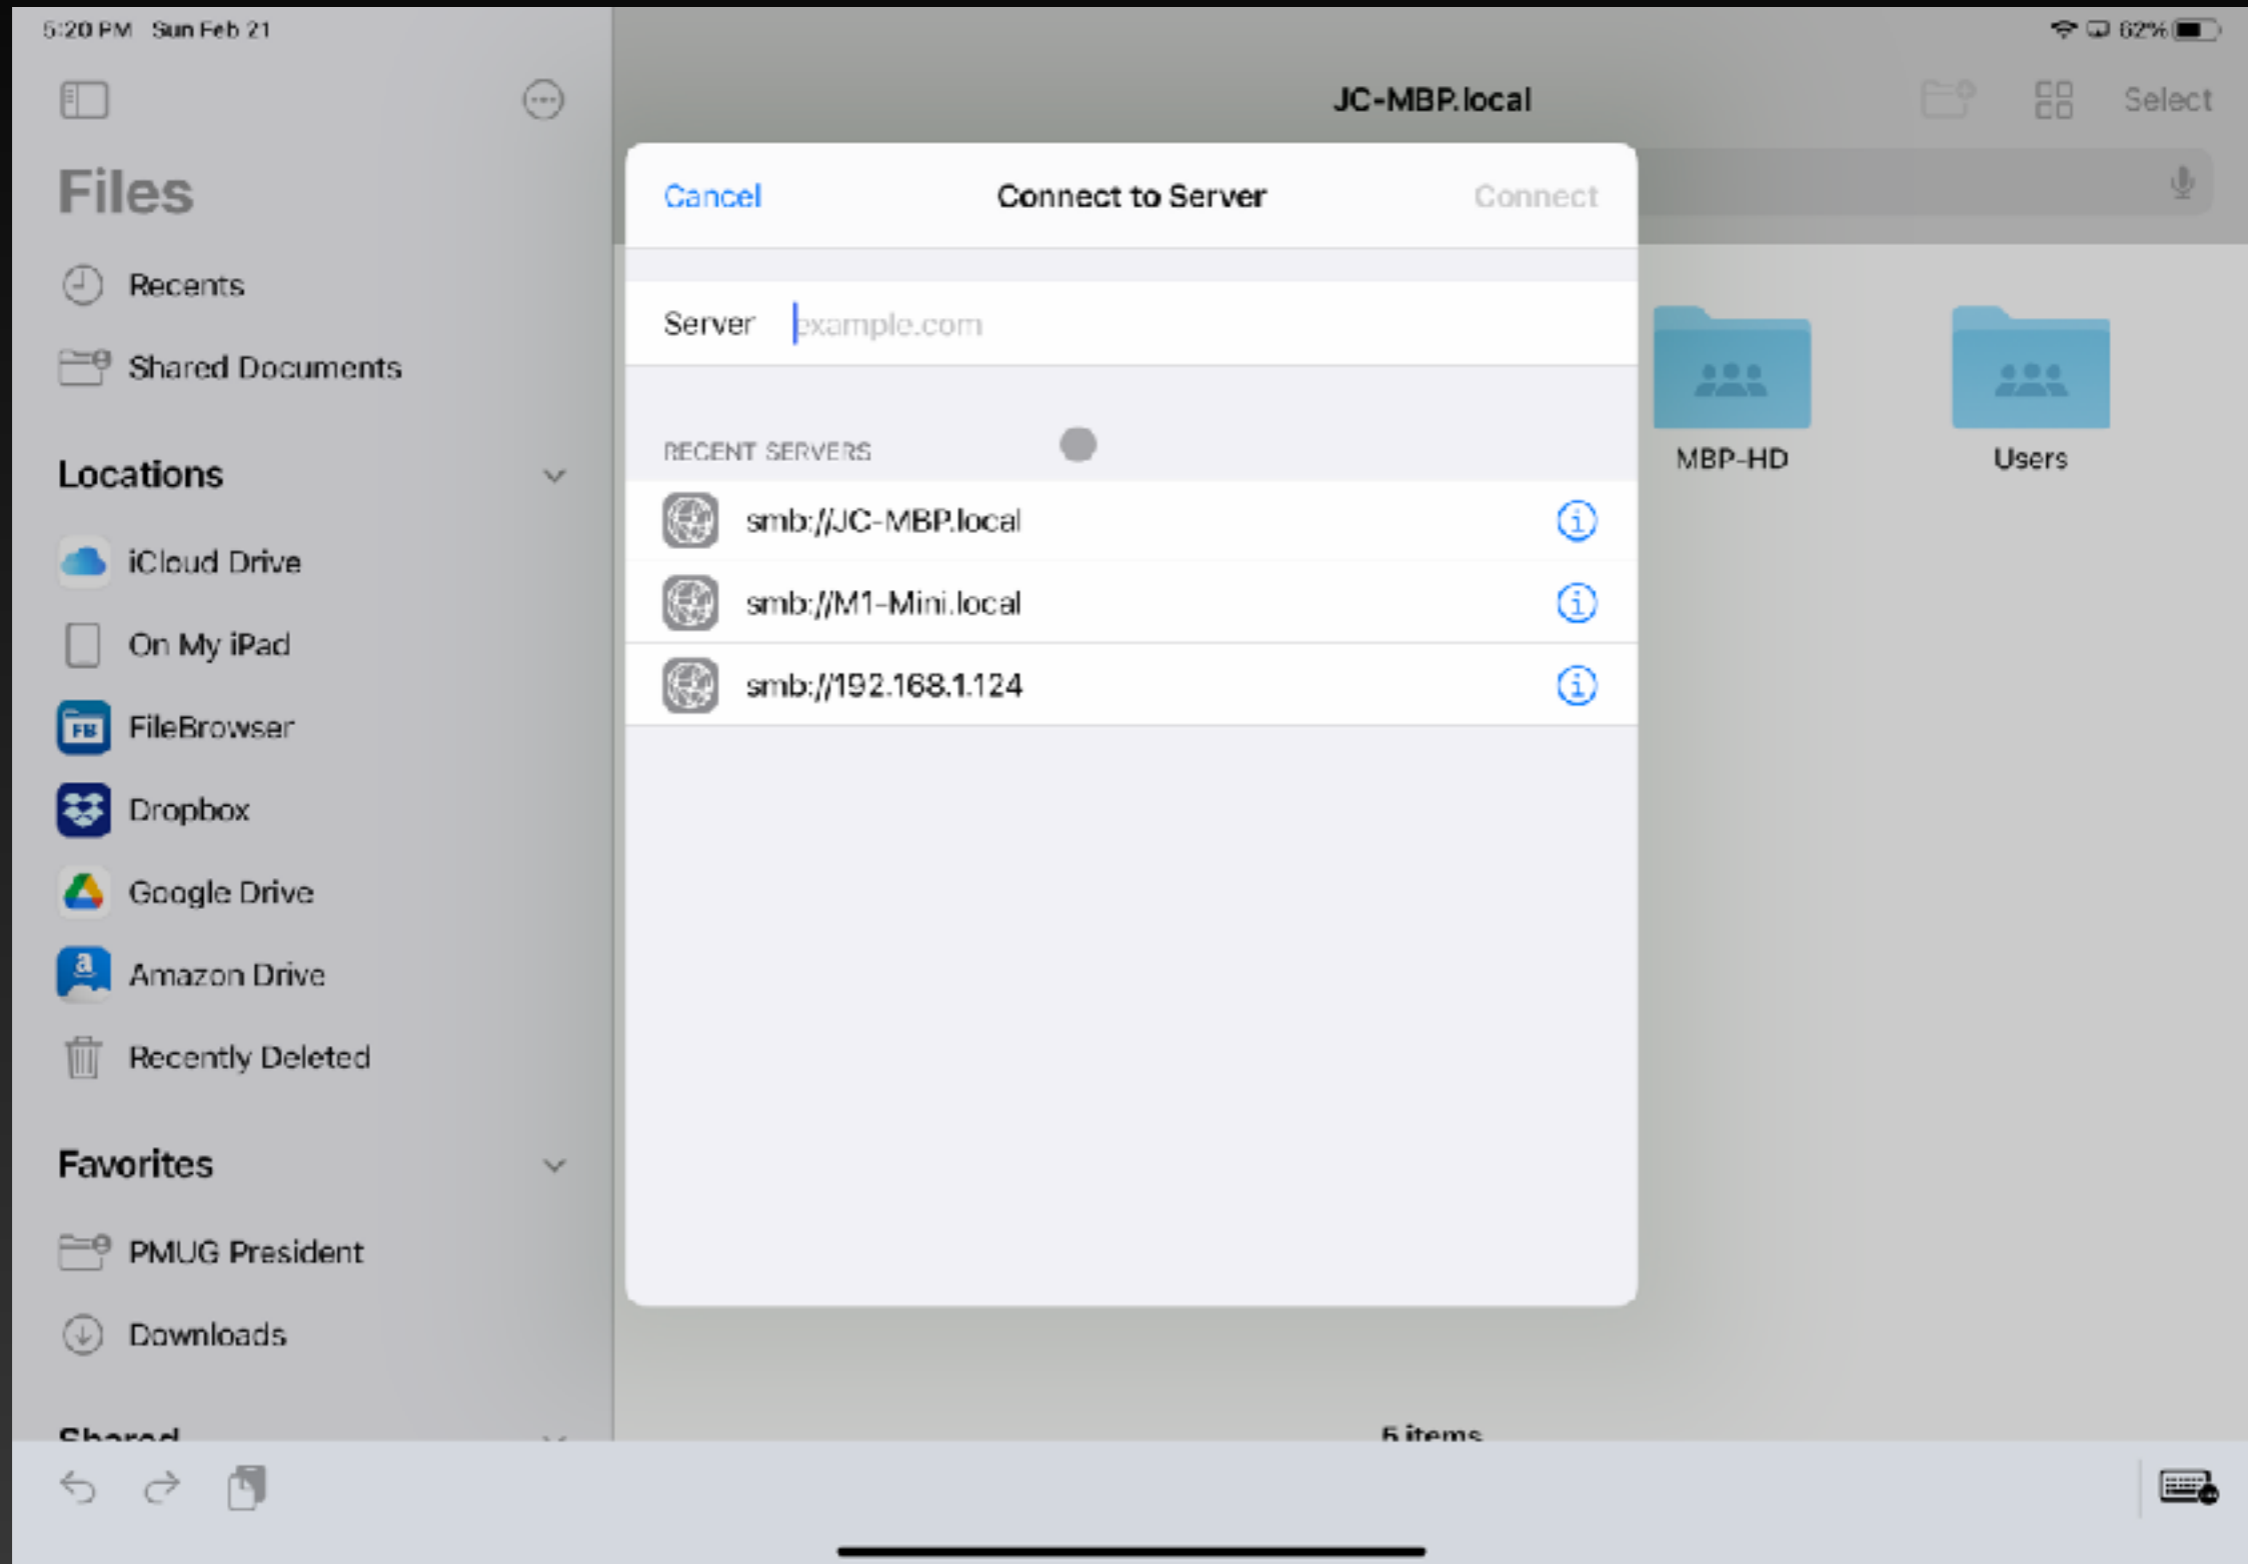 5:20 PM Sun Feb 21
62%
JC-MBP.local
Select
Files
Recents
Shared Documents
Locations
iCloud Drive
On My iPad
FileBrowser
Dropbox
Google Drive
Amazon Drive
Recently Deleted
Favorites
PMUG President
Downloads
Shared
Cancel
Connect to Server
Connect
Server example.com
RECENT SERVERS
smb://JC-MBP.local
smb://M1-Mini.local
smb://192.168.1.124
MBP-HD
Users
5 items